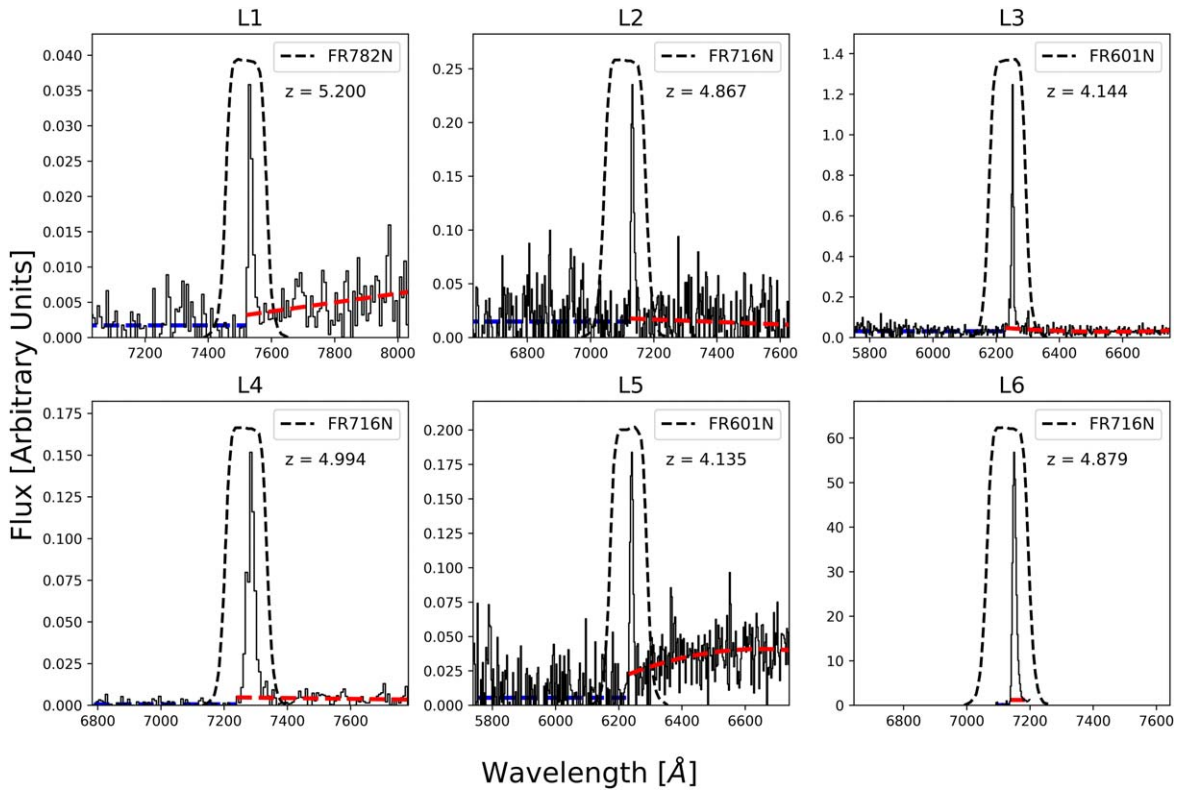 L1
FR782N
z = 5.200
0.040
0.035
0.030
0.025
0.020
0.015
0.010
0.005
0.000
7200 7400 7600 7800 8000
L2
FR716N
z = 4.867
0.25
0.20
0.15
0.10
0.05
0.00
6800 7000 7200 7400 7600
L3
FR601N
z = 4.144
1.4
1.2
1.0
0.8
0.6
0.4
0.2
0.0
5800 6000 6200 6400 6600
L4
FR716N
z = 4.994
0.175
0.150
0.125
0.100
0.075
0.050
0.025
0.000
6800 7000 7200 7400 7600
L5
FR601N
z = 4.135
0.200
0.175
0.150
0.125
0.100
0.075
0.050
0.025
0.000
5800 6000 6200 6400 6600
L6
FR716N
z = 4.879
60
50
40
30
20
10
0
6800 7000 7200 7400 7600
Flux [Arbitrary Units]
Wavelength [Å]